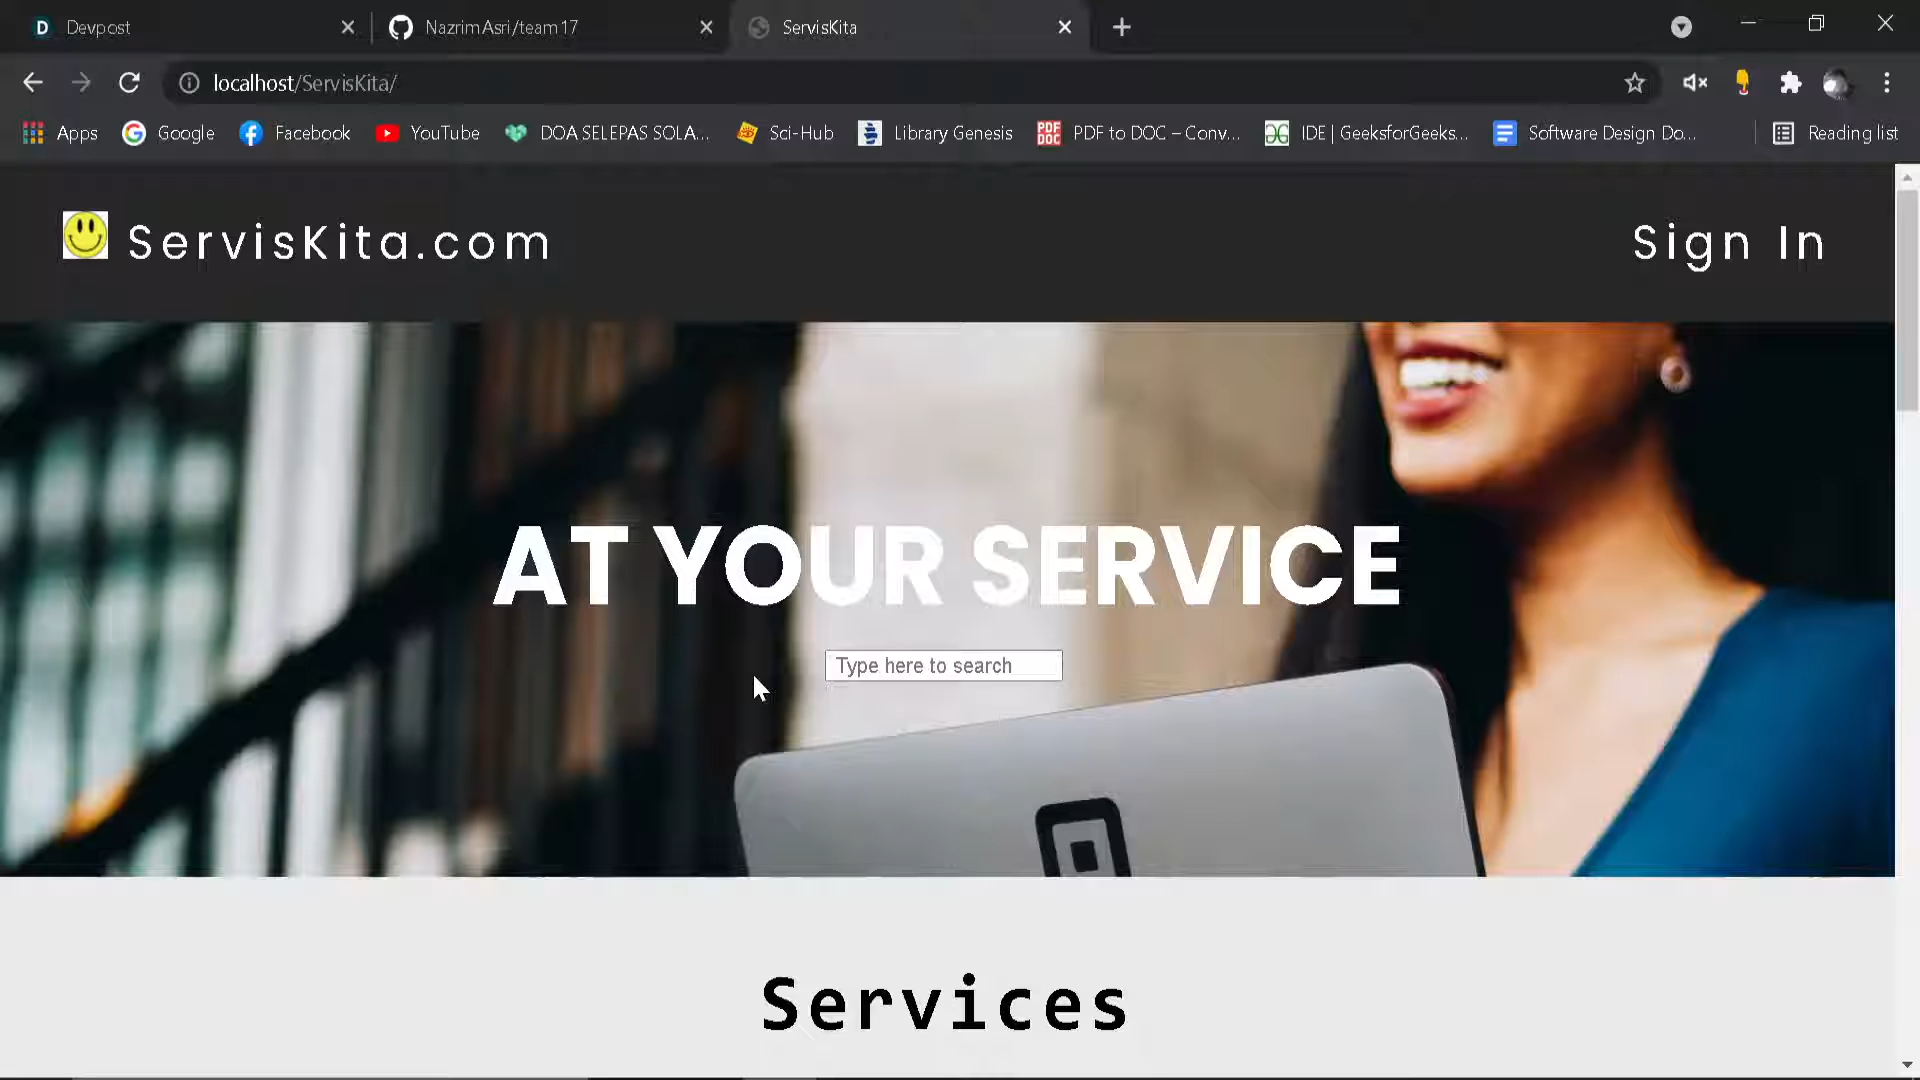 Devpost
NazrimAsri/team17
ServisKita
localhost/ServisKita/
Apps
Google
Facebook
YouTube
DOA SELEPAS SOLA...
Sci-Hub
Library Genesis
PDF DOC
PDF to DOC – Conv...
IDE | GeeksforGeeks...
Software Design Do...
Reading list
ServisKita.com
Sign In
AT YOUR SERVICE
Type here to search
Services